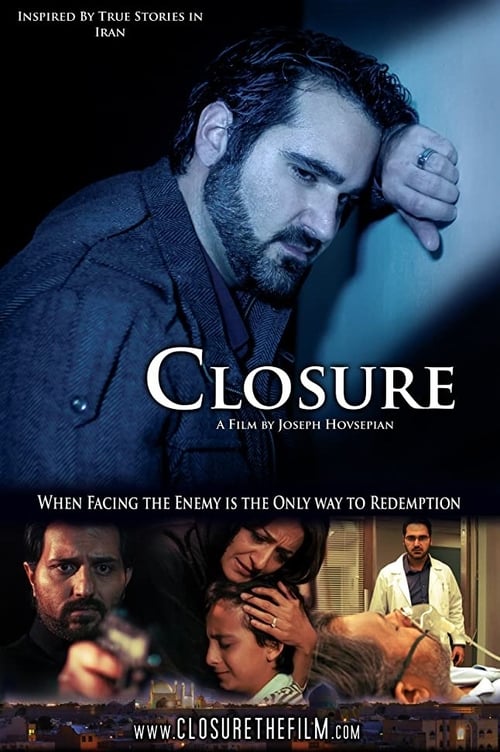 Inspired By True Stories in
Iran
Closure
A Film by Joseph Hovsepian
When Facing the Enemy is the Only way to Redemption
www.closurethefilm.com